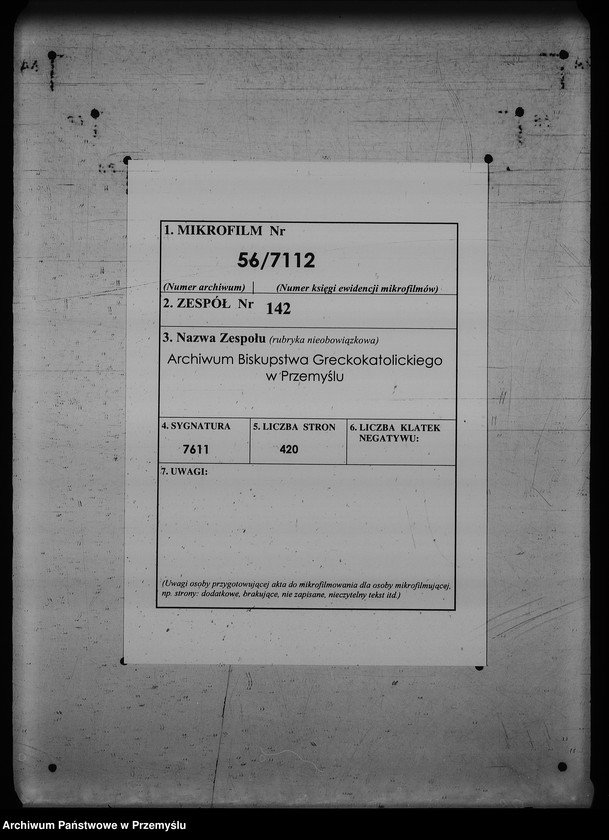 1. MIKROFILM Nr
56/7112
(Numer archiwum) | (Numer księgi ewidencji mikrofilmów)
2. ZESPÓŁ Nr 142
3. Nazwa Zespołu (rubryka nieobowiązkowa)
Archiwum Biskupstwa Greckokatolickiego
w Przemyślu
4. SYGNATURA
7611
5. LICZBA STRON
420
6. LICZBA KLATEK
NEGATYWU:
7. UWAGI:
(Uwagi osoby przygotowującej akta do mikrofilmowania dla osoby mikrofilmującej,
np. strony: dodatkowe, brakujące, nie zapisane, nieczytelny tekst itd.)
Archiwum Państwowe w Przemyślu